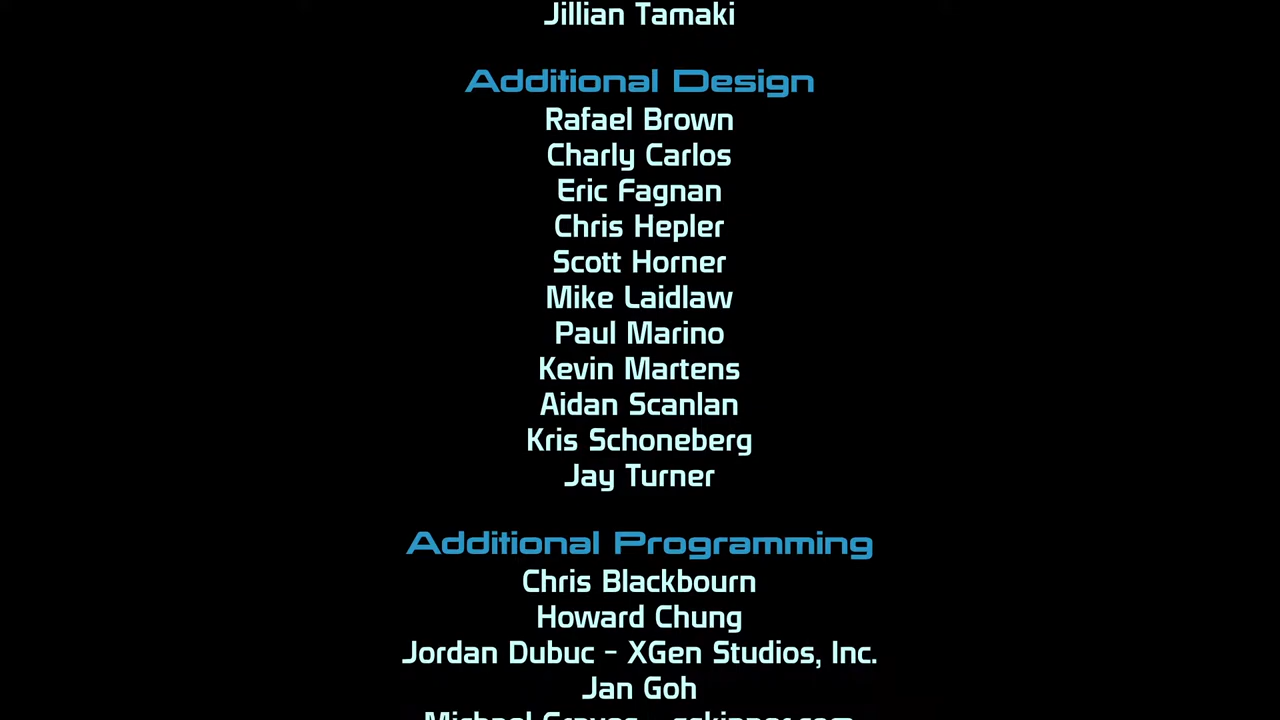 Jillian Tamaki
Additional Design
Rafael Brown
Charly Carlos
Eric Fagnan
Chris Hepler
Scott Horner
Mike Laidlaw
Paul Marino
Kevin Martens
Aidan Scanlan
Kris Schoneberg
Jay Turner
Additional Programming
Chris Blackbourn
Howard Chung
Jordan Dubuc - XGen Studios, Inc.
Jan Goh
Michael Graves -